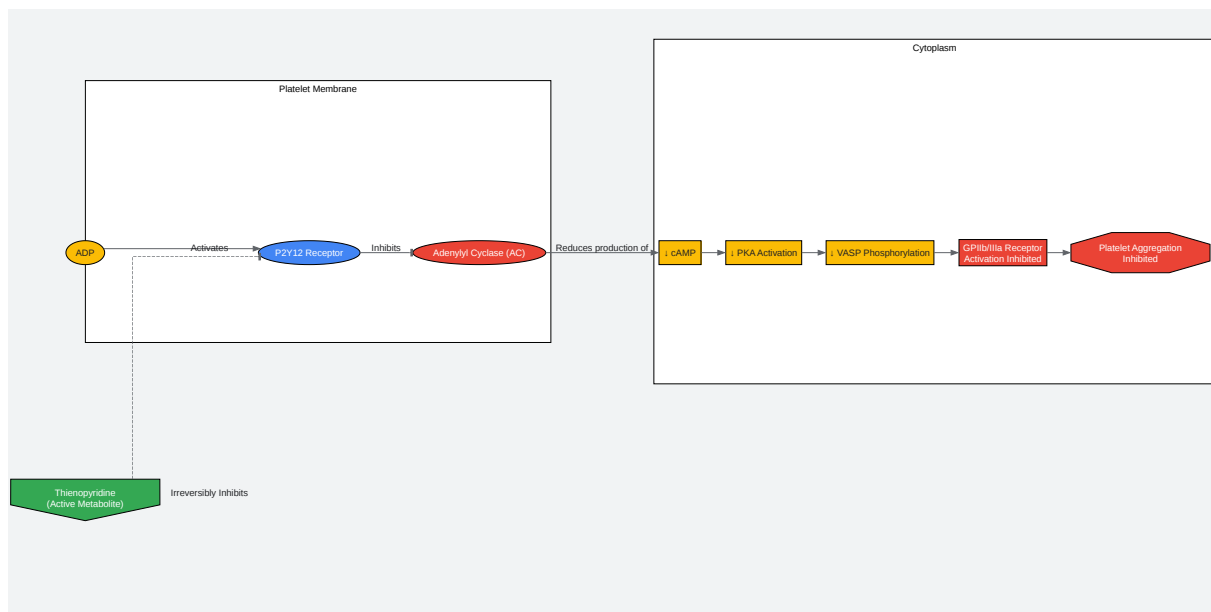 Cytoplasm
Platelet Membrane
ADP
Activates
P2Y12 Receptor
Inhibits
Adenylyl Cyclase (AC)
Reduces production of
↓ cAMP
↓ PKA Activation
↓ VASP Phosphorylation
GPIIb/IIIa Receptor
Activation Inhibited
Platelet Aggregation
Inhibited
Thienopyridine
(Active Metabolite)
Irreversibly Inhibits